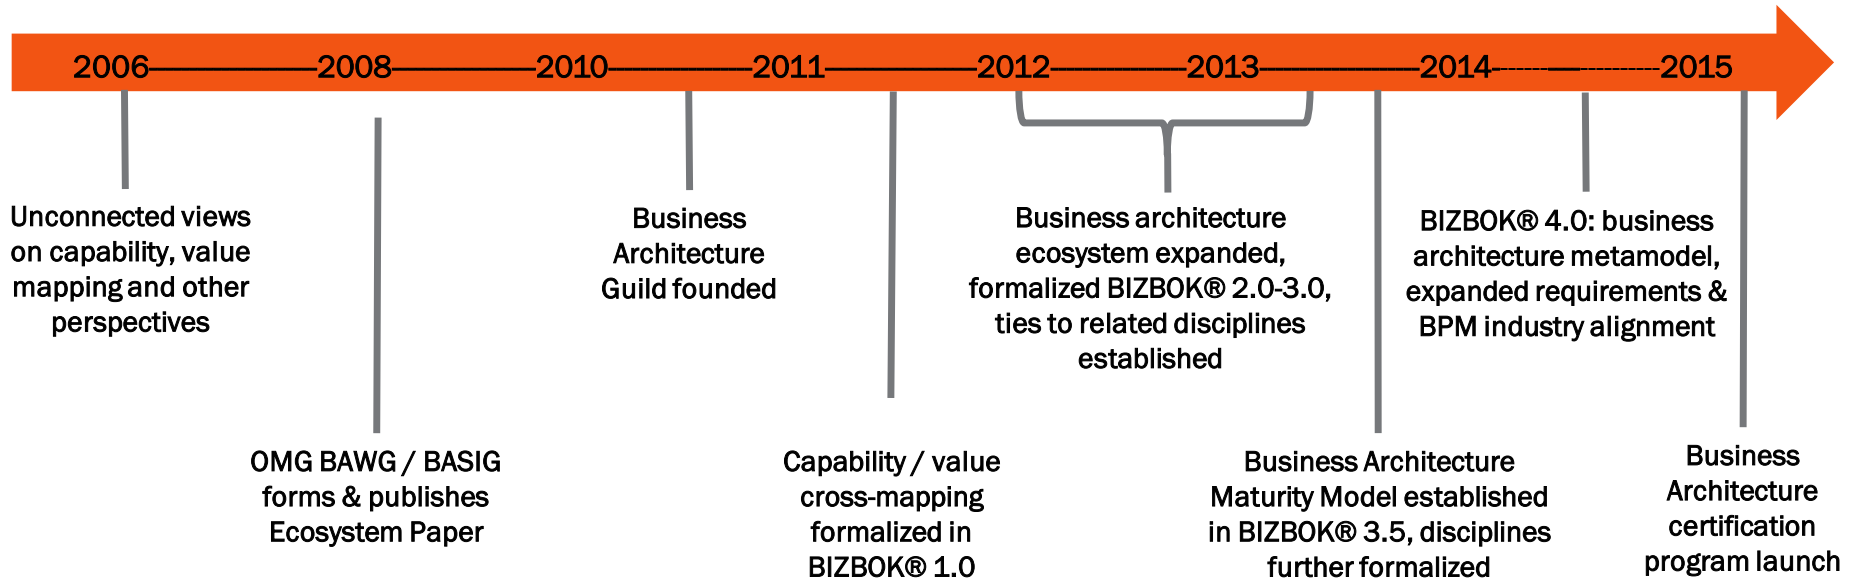 2006 2008 2010 2011 2012 2013 2014 2015
Unconnected views
on capability, value
mapping and other
perspectives
OMG BAWG / BASIG
forms & publishes
Ecosystem Paper
Business
Architecture
Guild founded
Capability / value
cross-mapping
formalized in
BIZBOK® 1.0
Business architecture
ecosystem expanded,
formalized BIZBOK® 2.0-3.0,
ties to related disciplines
established
Business Architecture
Maturity Model established
in BIZBOK® 3.5, disciplines
further formalized
BIZBOK® 4.0: business
architecture metamodel,
expanded requirements &
BPM industry alignment
Business
Architecture
certification
program launch